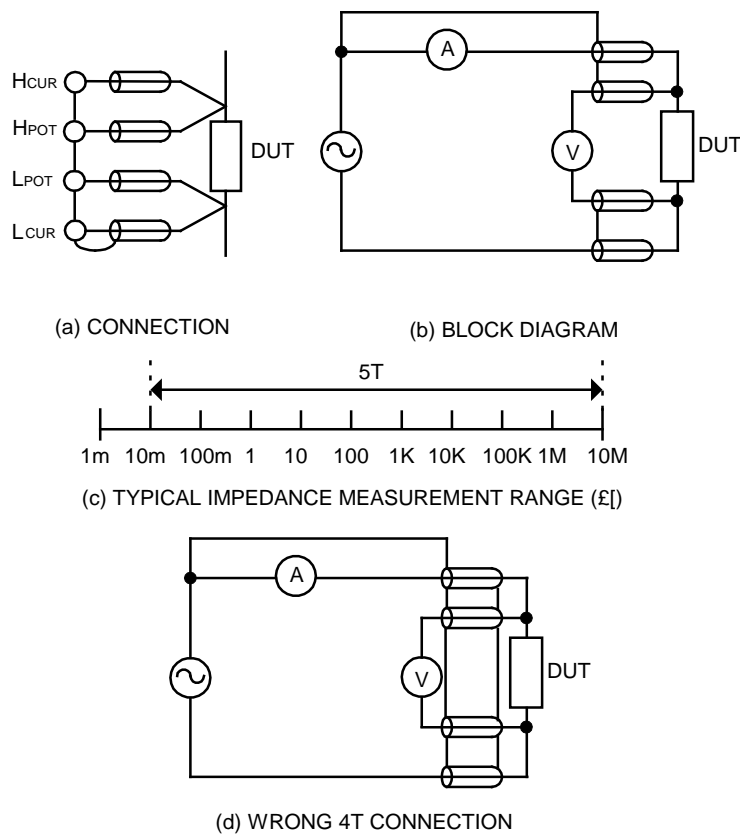 HCUR
HPOT
LPOT
LCUR
DUT
A
V
DUT
(a) CONNECTION
(b) BLOCK DIAGRAM
5T
1m 10m 100m 1 10 100 1K 10K 100K 1M 10M
(c) TYPICAL IMPEDANCE MEASUREMENT RANGE (£[)
A
V
DUT
(d) WRONG 4T CONNECTION